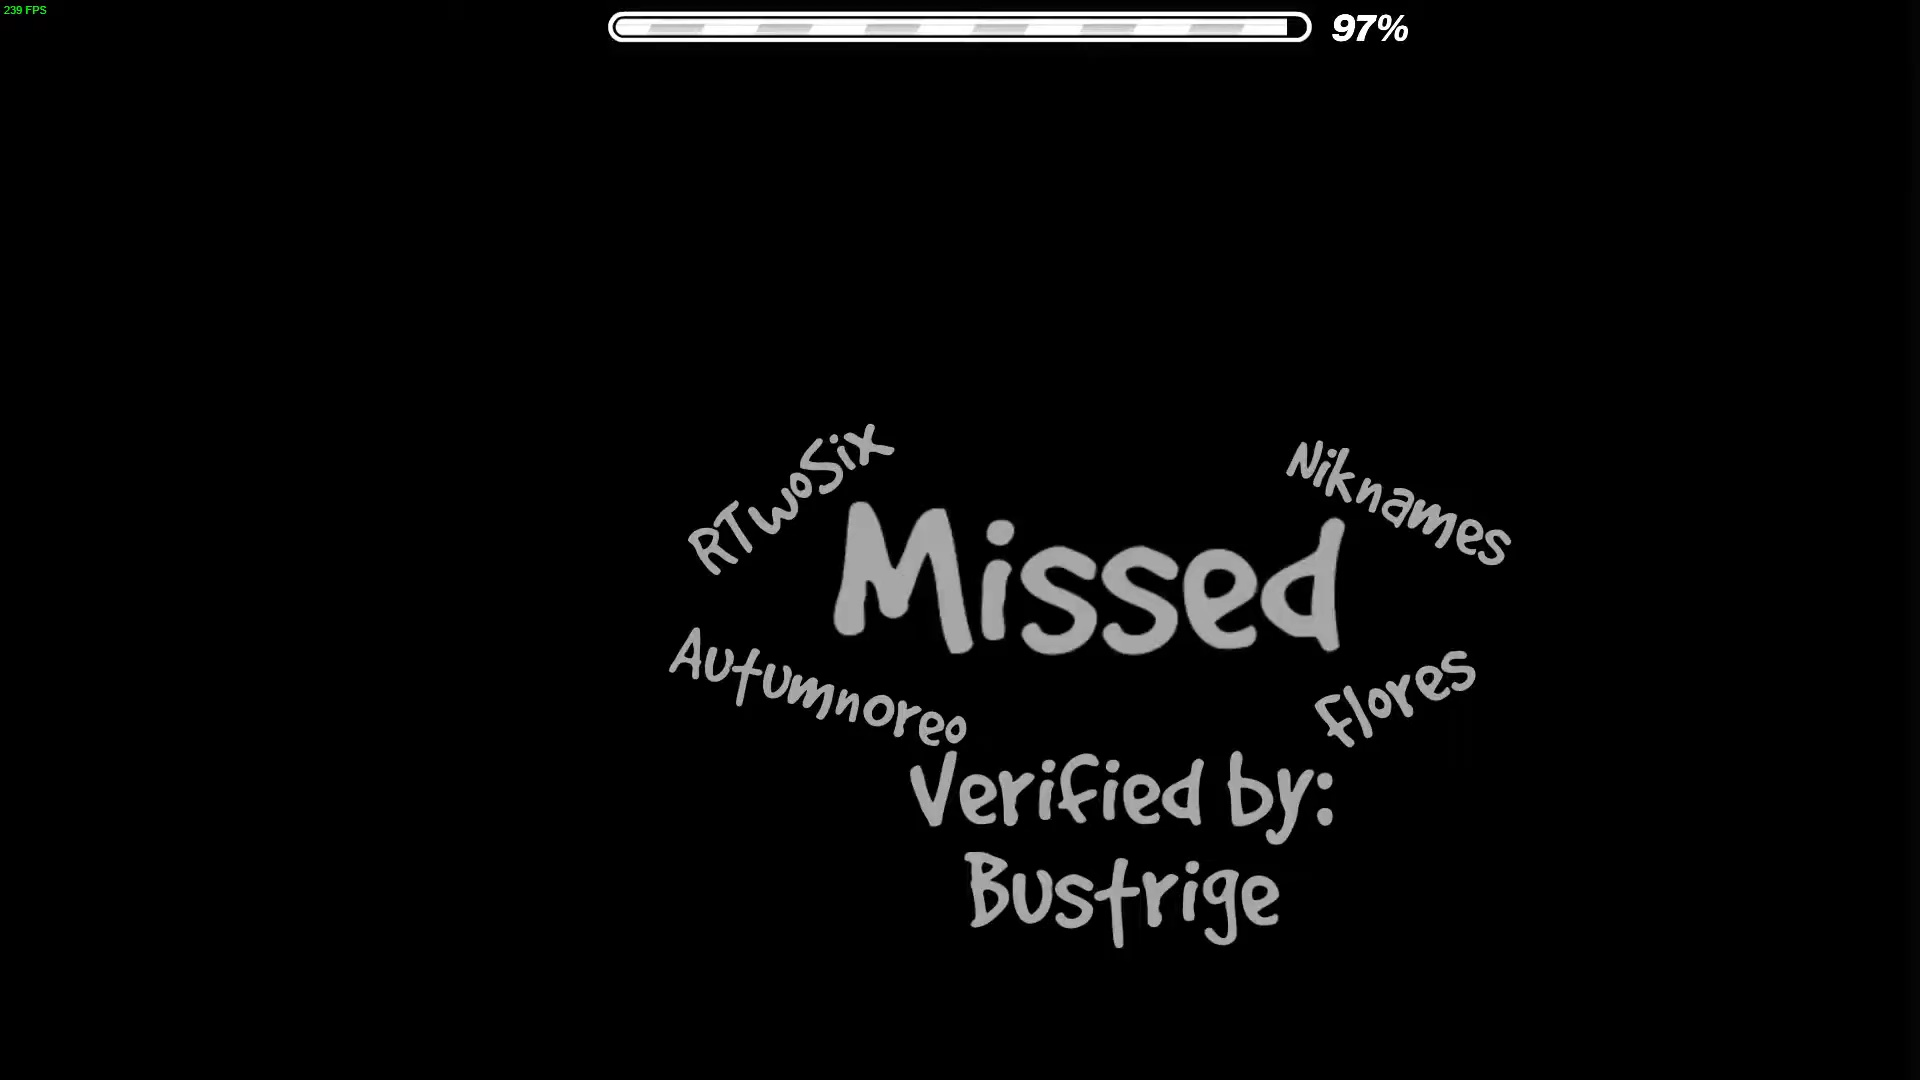 239 FPS
97%
RTwoSix
Niknames
Missed
Autumnoreo
Flores
Verified by:
Bustrige